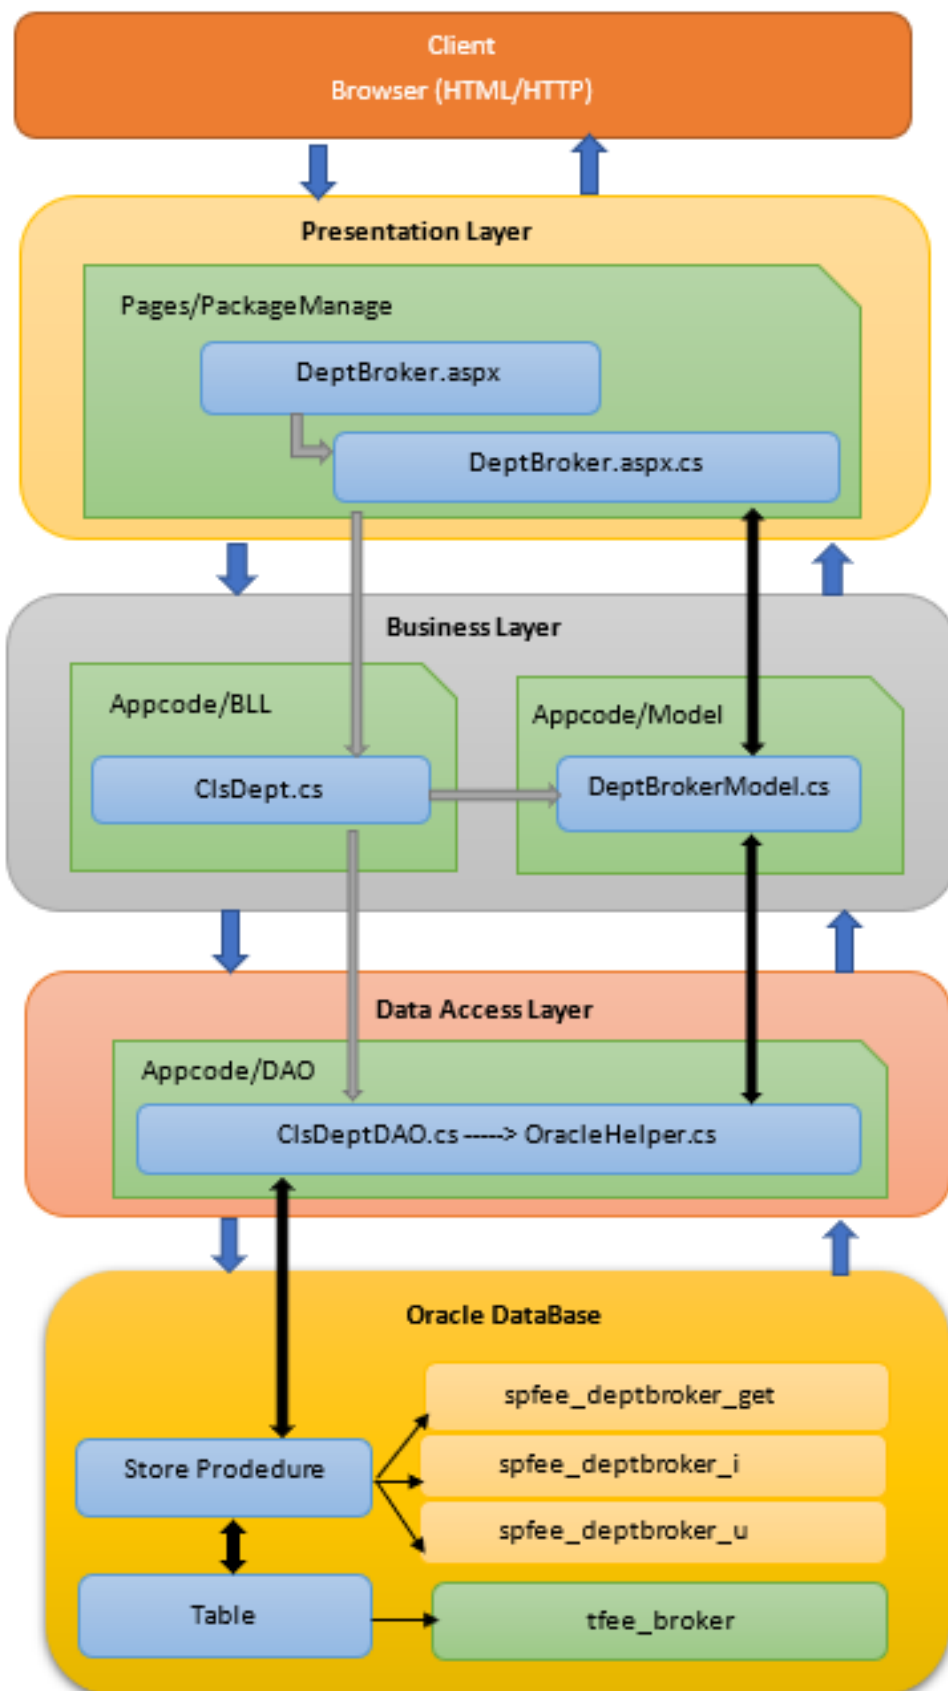 Client
Browser (HTML/HTTP)
Presentation Layer
Pages/PackageManage
DeptBroker.aspx
DeptBroker.aspx.cs
Business Layer
Appcode/BLL
Appcode/Model
ClsDept.cs
DeptBrokerModel.cs
Data Access Layer
Appcode/DAO
ClsDeptDAO.cs -----> OracleHelper.cs
Oracle DataBase
spfee_deptbroker_get
Store Prodedure
spfee_deptbroker_i
spfee_deptbroker_u
Table
tfee_broker